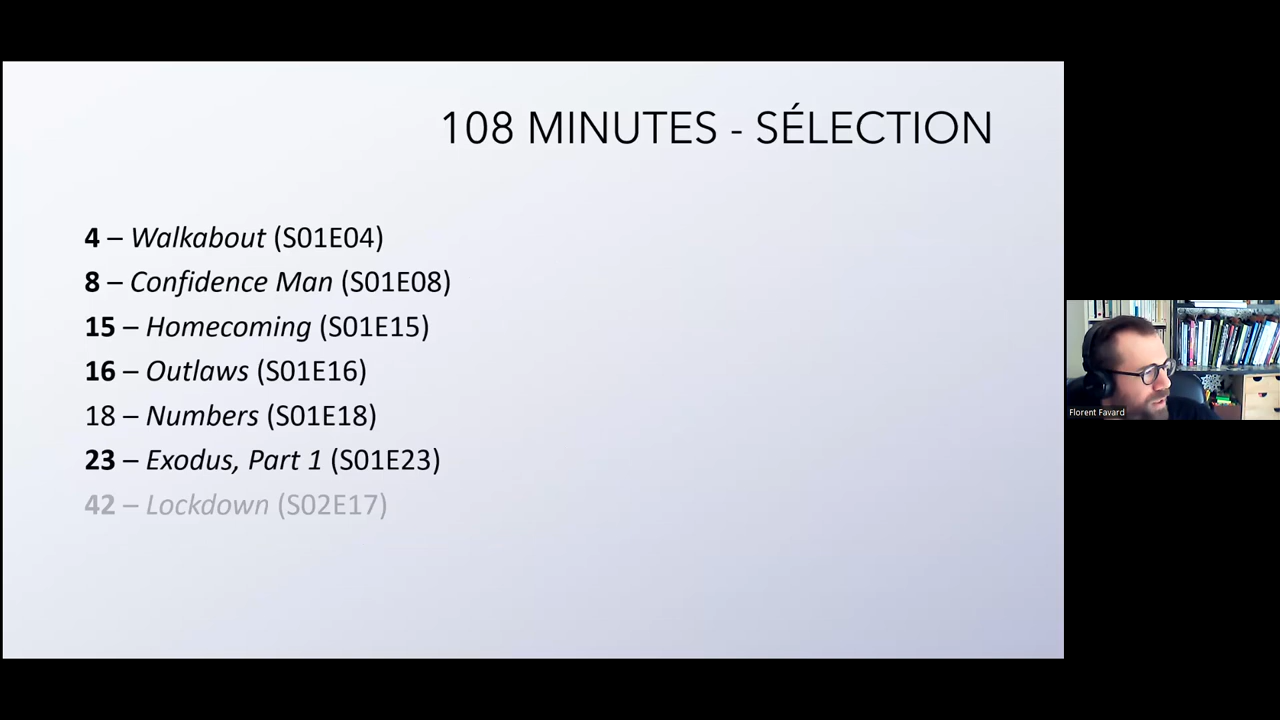 108 MINUTES - SÉLECTION
4 – Walkabout (S01E04)
8 – Confidence Man (S01E08)
15 – Homecoming (S01E15)
16 – Outlaws (S01E16)
18 – Numbers (S01E18)
23 – Exodus, Part 1 (S01E23)
42 – Lockdown (S02E17)
Florent Favard